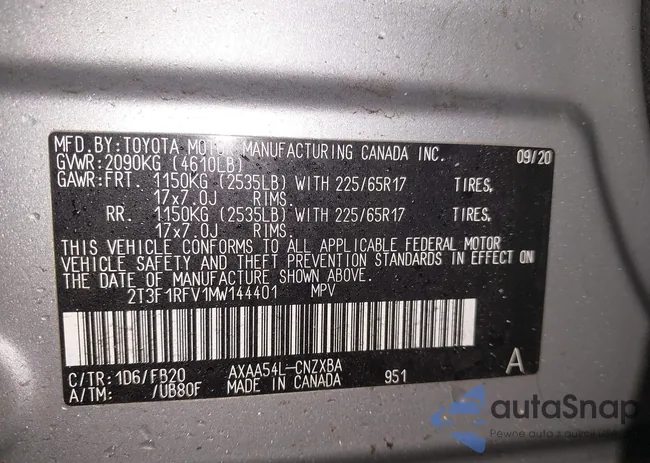 MFD.BY:TOYOTA MOTOR MANUFACTURING CANADA INC. 09/20
GVWR:2090KG (4610LB)
GAWR:FRT. 1150KG (2535LB) WITH 225/65R17 TIRES,
17x7.0J RIMS.
RR. 1150KG (2535LB) WITH 225/65R17 TIRES,
17x7.0J RIMS.
THIS VEHICLE CONFORMS TO ALL APPLICABLE FEDERAL MOTOR
VEHICLE SAFETY AND THEFT PREVENTION STANDARDS IN EFFECT ON
THE DATE OF MANUFACTURE SHOWN ABOVE.
2T3F1RFV1MW144401 MPV
C/TR:1D6/FB20 AXAA54L-CNZXBA A
A/TM: /UB80F MADE IN CANADA 951
autaSnap
Pewne auto z aukcji